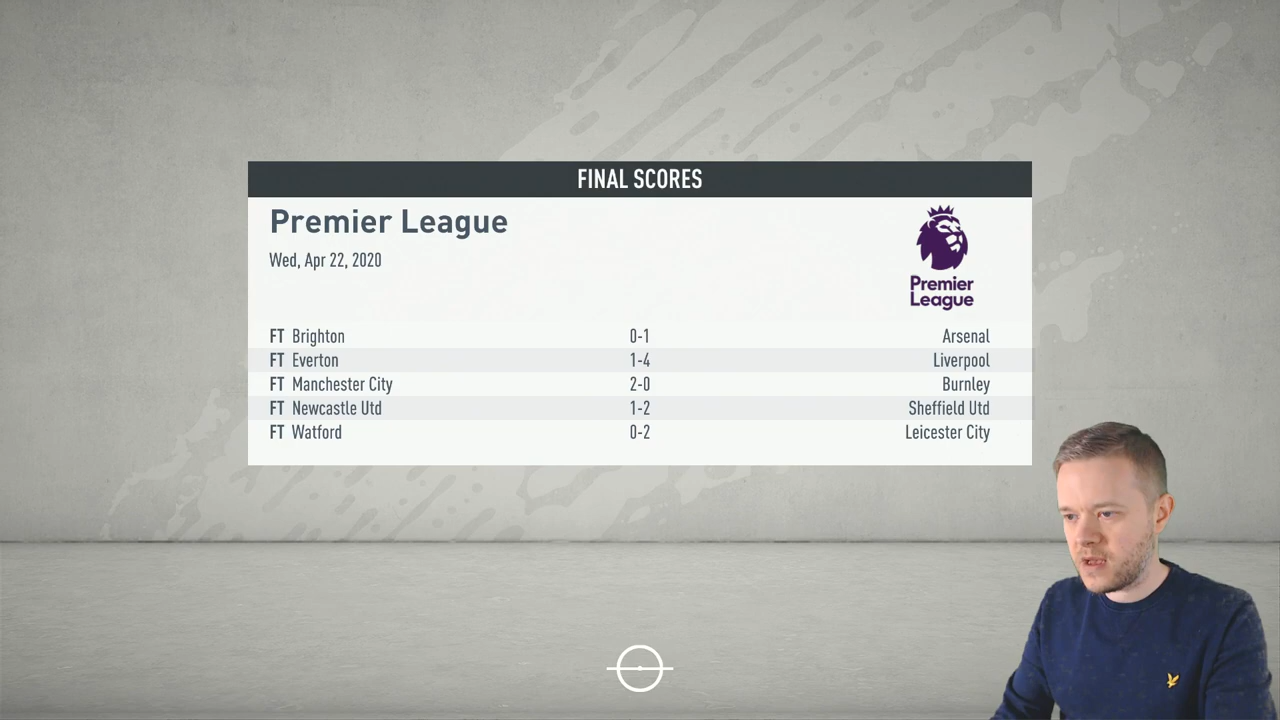 FINAL SCORES
Premier League
Wed, Apr 22, 2020
Premier
League
FT Brighton 0-1 Arsenal
FT Everton 1-4 Liverpool
FT Manchester City 2-0 Burnley
FT Newcastle Utd 1-2 Sheffield Utd
FT Watford 0-2 Leicester City